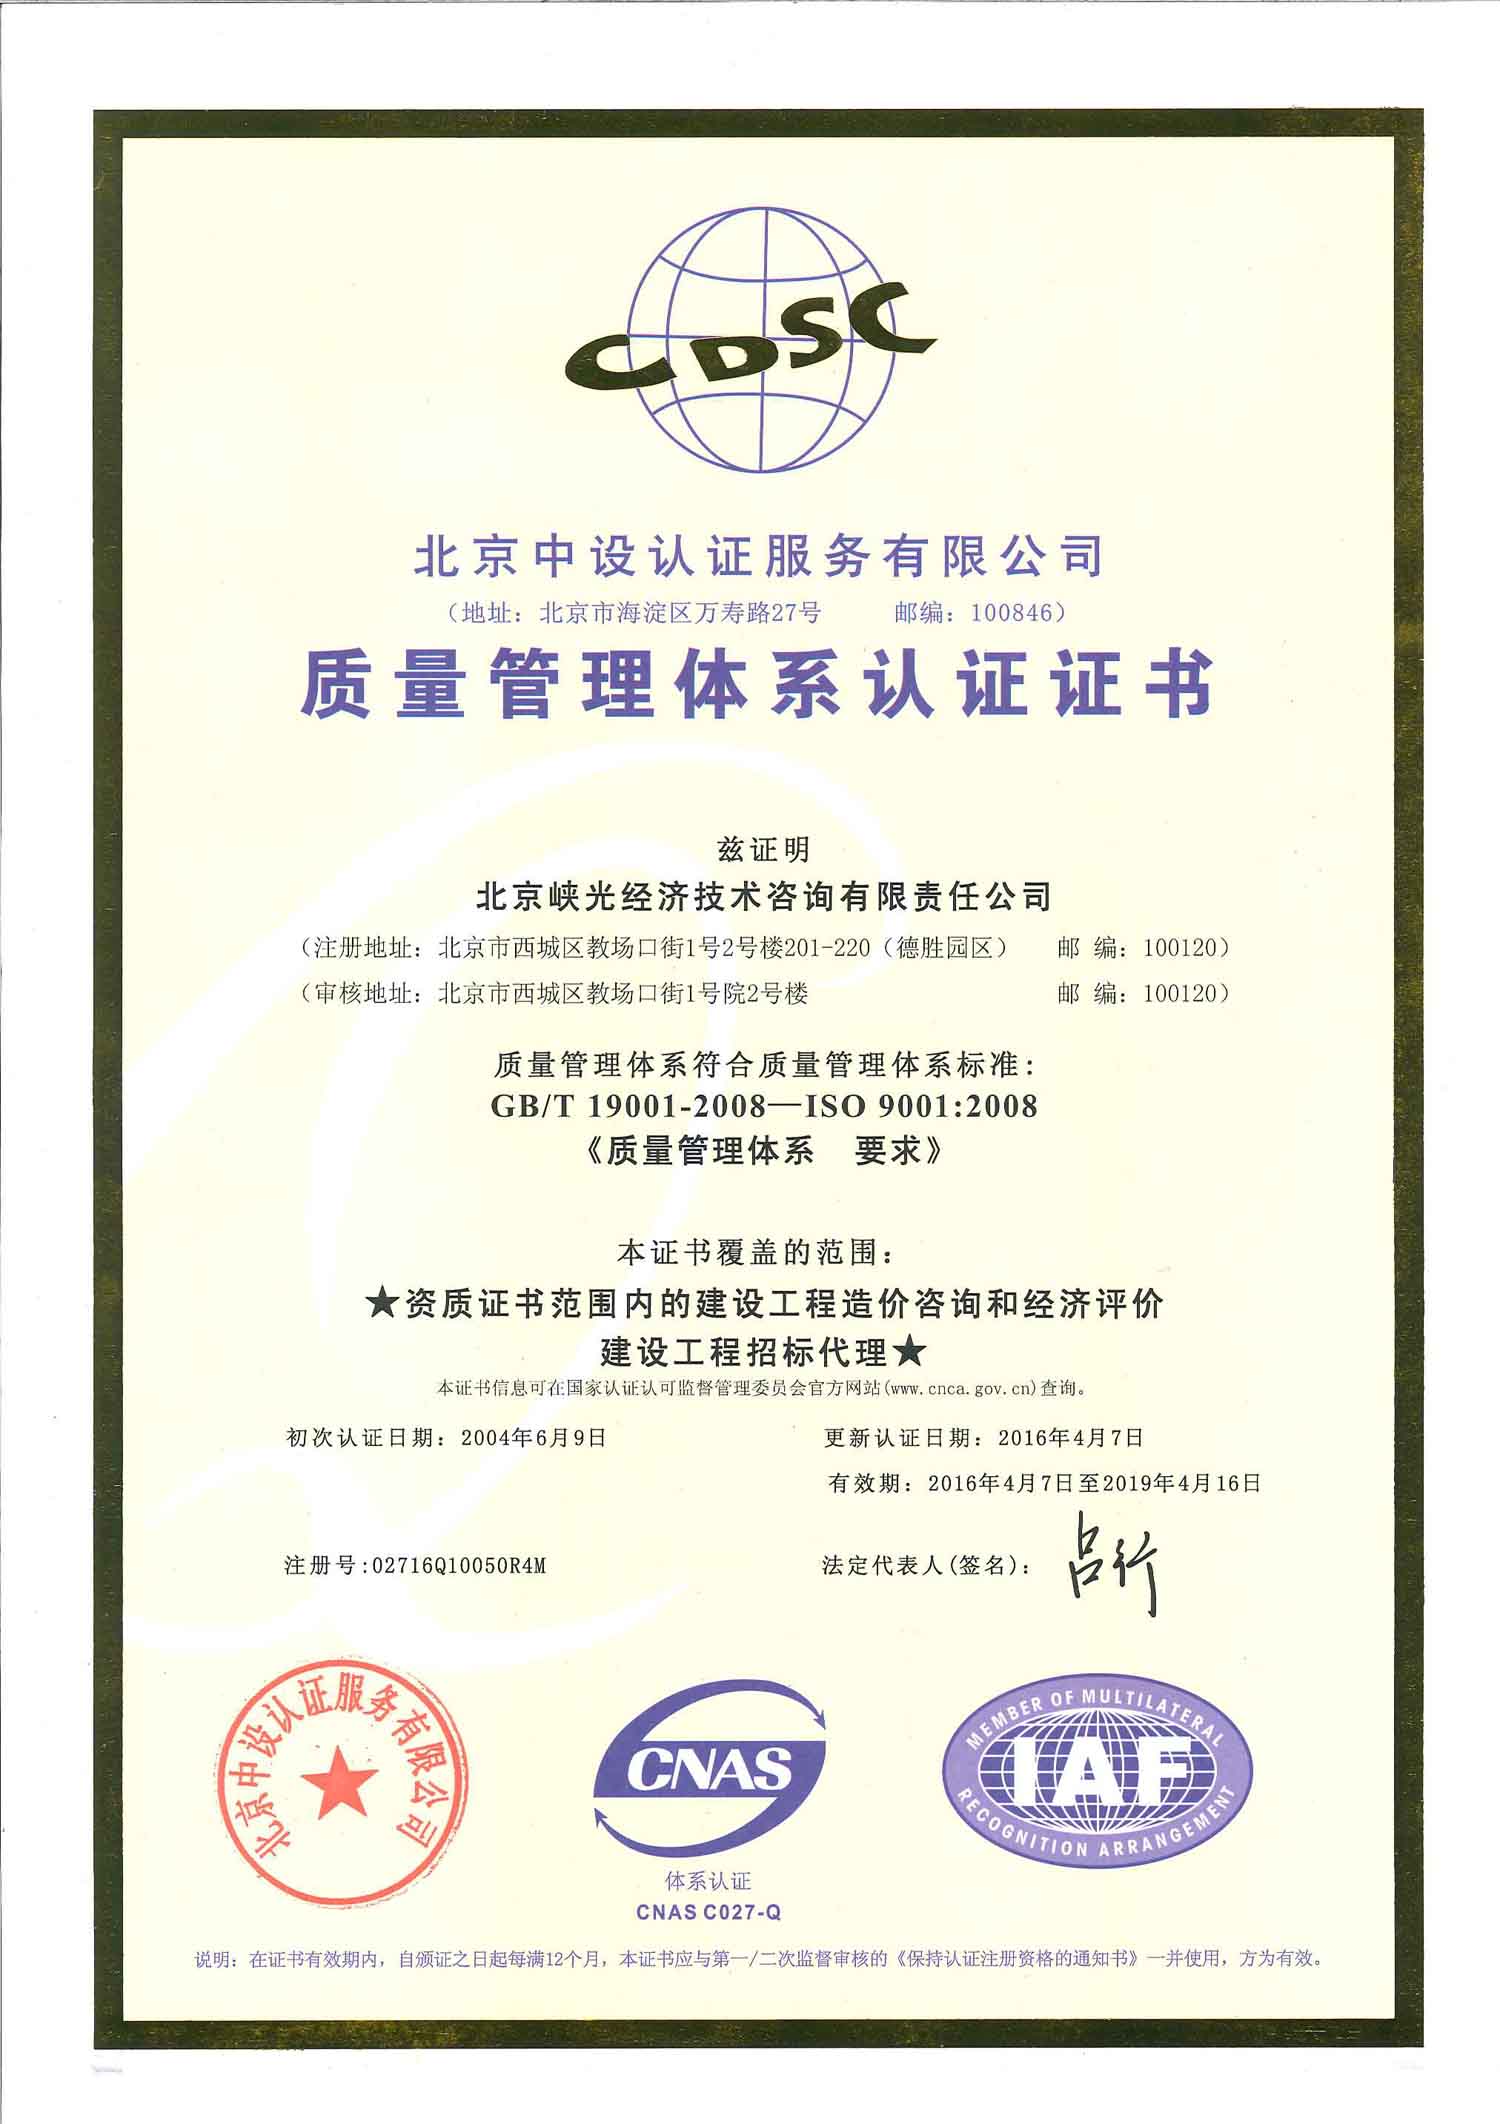 CDSC
北京中设认证服务有限公司
（地址：北京市海淀区万寿路27号 邮编：100846）
质量管理体系认证证书
兹证明
北京峡光经济技术咨询有限责任公司
（注册地址：北京市西城区教场口街1号2号楼201-220（德胜园区） 邮 编：100120）
（审核地址：北京市西城区教场口街1号院2号楼 邮 编：100120）
质量管理体系符合质量管理体系标准：
GB/T 19001-2008—ISO 9001:2008
《质量管理体系 要求》
本证书覆盖的范围：
★资质证书范围内的建设工程造价咨询和经济评价
建设工程招标代理★
本证书信息可在国家认证认可监督管理委员会官方网站(www.cnca.gov.cn)查询。
初次认证日期：2004年6月9日 更新认证日期：2016年4月7日
有效期：2016年4月7日至2019年4月16日
注册号:02716Q10050R4M 法定代表人(签名)：
北京中设认证服务有限公司
CNAS
体系认证
CNAS C027-Q
MEMBER OF MULTILATERAL
IAF
RECOGNITION ARRANGEMENT
说明：在证书有效期内，自颁证之日起每满12个月，本证书应与第一/二次监督审核的《保持认证注册资格的通知书》一并使用，方为有效。